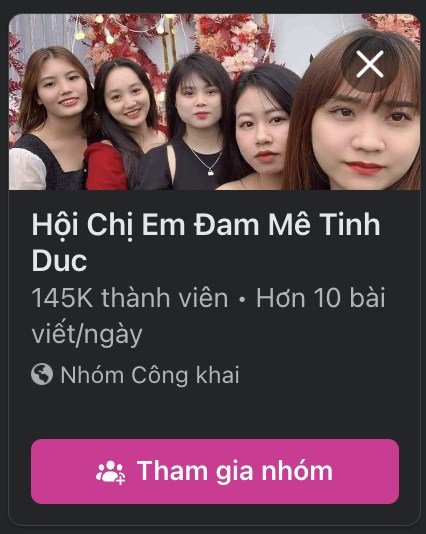 Hội Chị Em Đam Mê Tinh
Duc
145K thành viên • Hơn 10 bài
viết/ngày
Nhóm Công khai
Tham gia nhóm